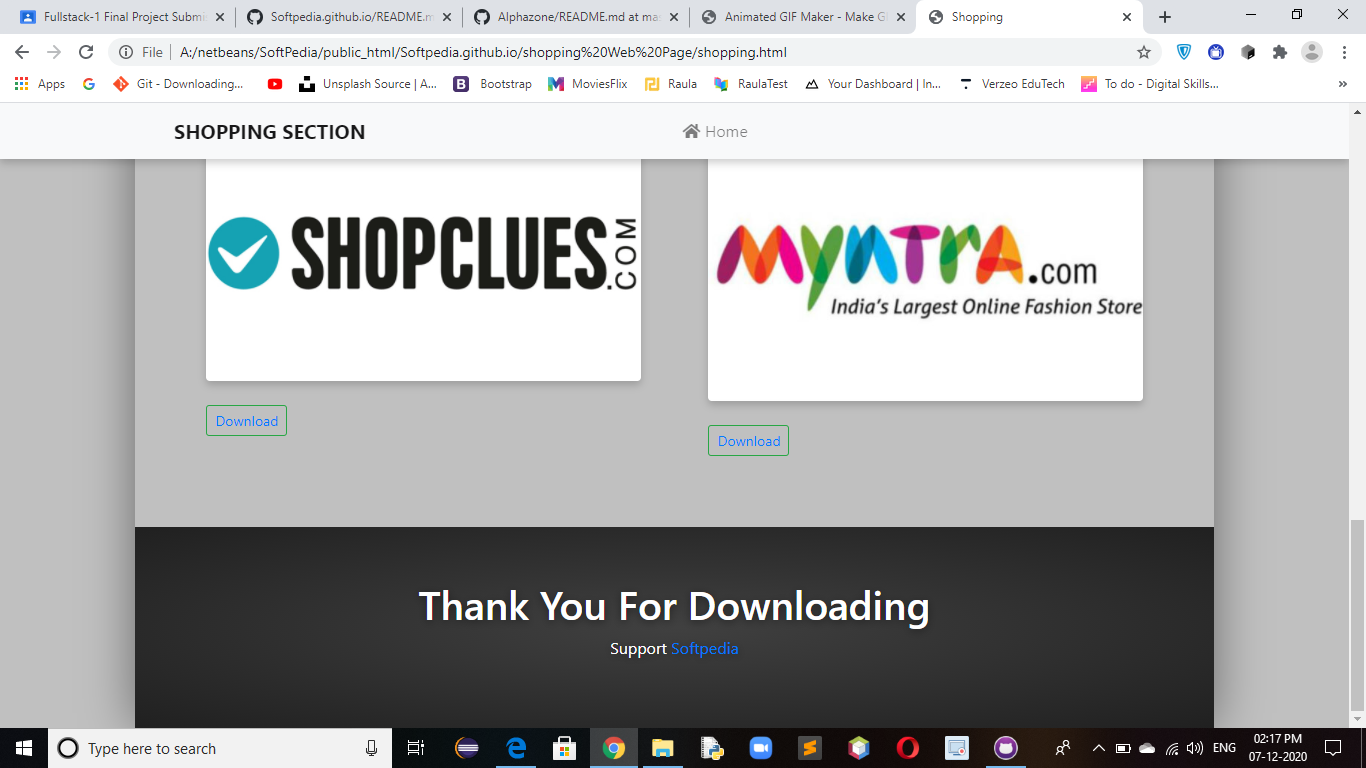 Fullstack-1 Final Project Submi
Softpedia.github.io/README.m
Alphazone/README.md at ma
Animated GIF Maker - Make G
Shopping
File
A:/netbeans/SoftPedia/public_html/Softpedia.github.io/shopping%20Web%20Page/shopping.html
Apps
Git - Downloading...
Unsplash Source | A...
Bootstrap
MoviesFlix
Raula
RaulaTest
Your Dashboard | In...
Verzeo EduTech
To do - Digital Skills...
SHOPPING SECTION
Home
SHOPCLUES.COM
Myntra.com
India's Largest Online Fashion Store
Download
Download
Thank You For Downloading
Support Softpedia
Type here to search
ENG
02:17 PM
07-12-2020